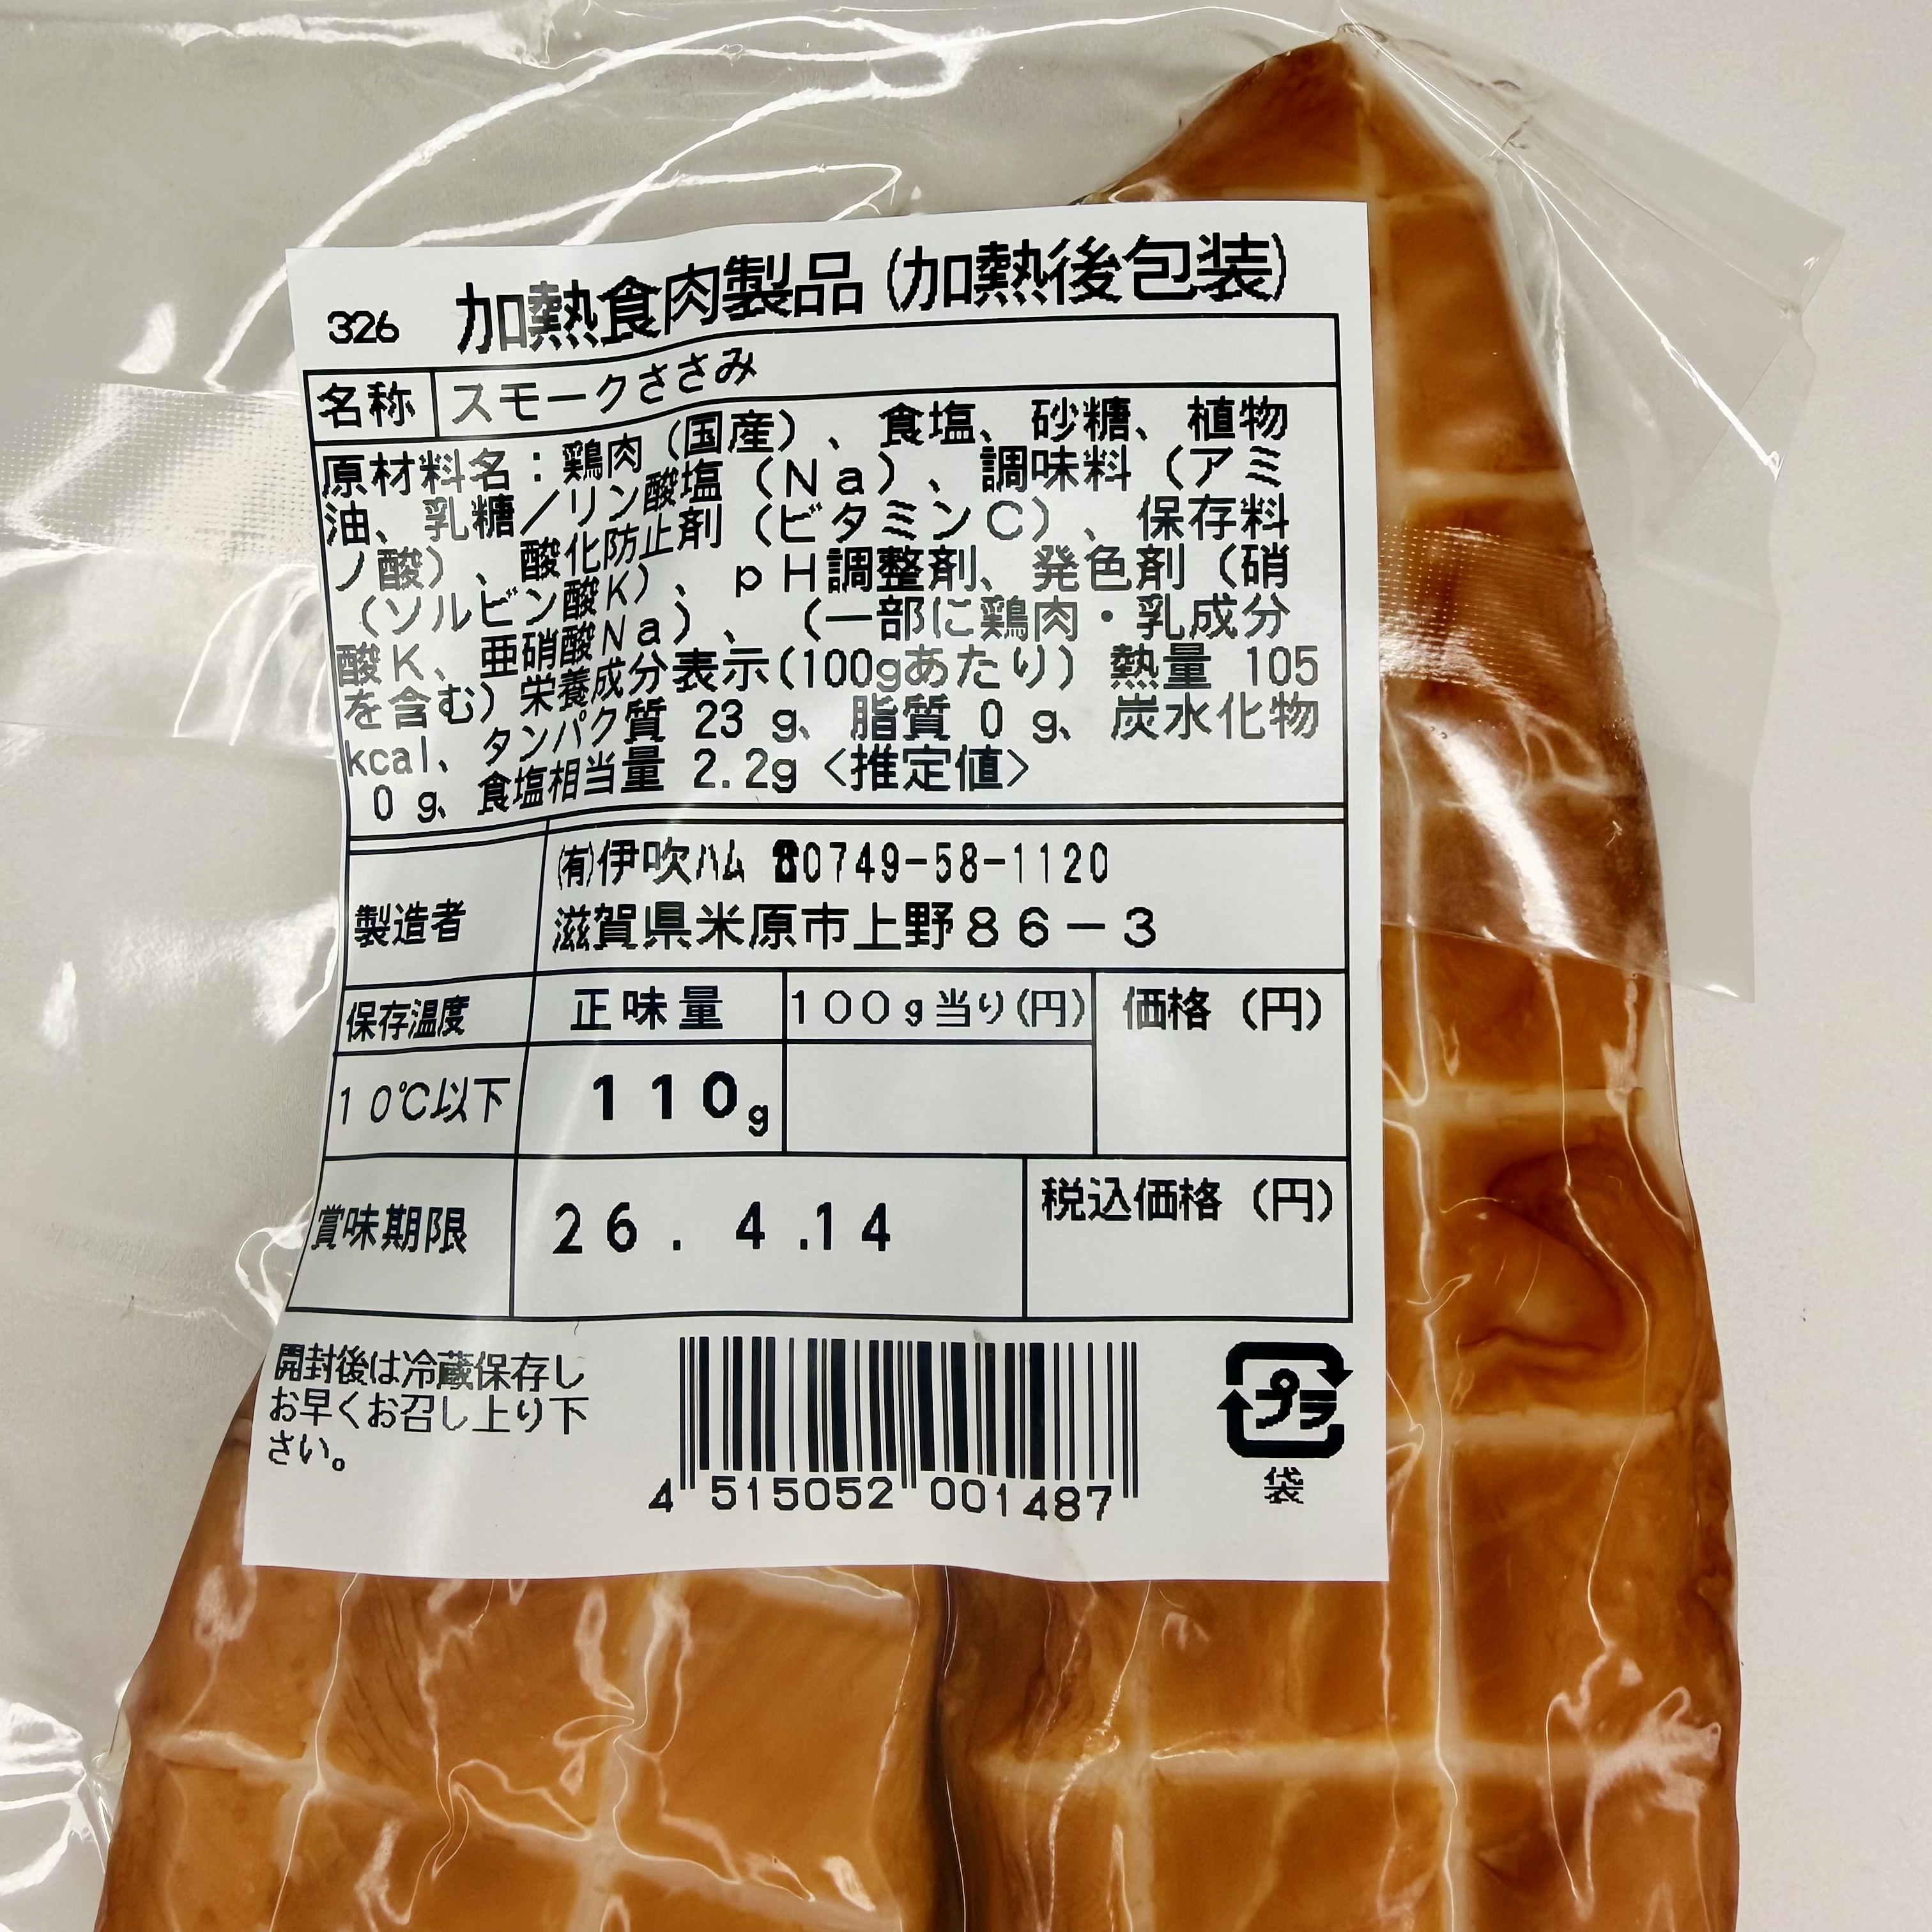 326 加熱食肉製品(加熱後包装)
名称 スモークささみ
原材料名:鶏肉(国産)、食塩、砂糖、植物
油、乳糖/リン酸塩(Na)、調味料(アミ
ノ酸)、酸化防止剤(ビタミンC)、保存料
(ソルビン酸K)、pH調整剤、発色剤(硝
酸K、亜硝酸Na)、(一部に鶏肉・乳成分
を含む)栄養成分表示(100gあたり)熱量 105
kcal、タンパク質 23 g、脂質 0 g、炭水化物
0 g、食塩相当量 2.2g<推定値>
製造者
(有)伊吹ハム ☎0749-58-1120
滋賀県米原市上野86-3
保存温度 正味量 100g当り(円) 価格(円)
10℃以下 110g
賞味期限 26. 4.14 税込価格(円)
開封後は冷蔵保存し
お早くお召し上り下
さい。
4 515052 001487
プラ
袋